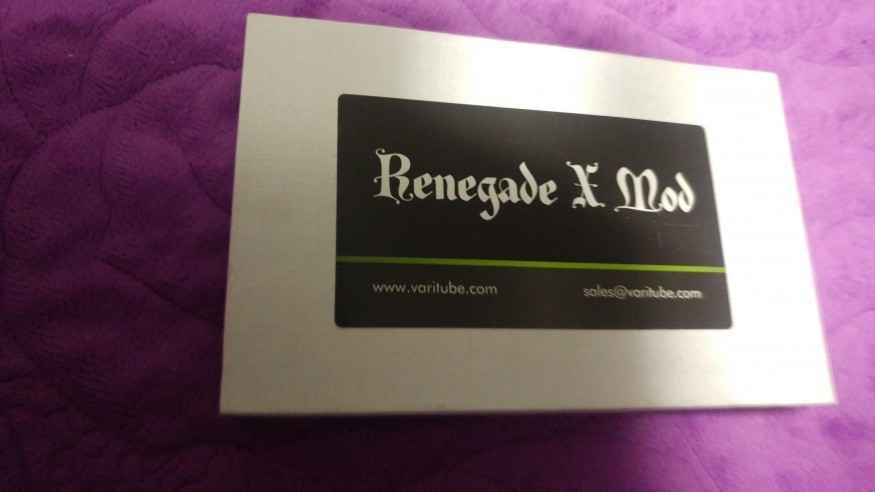 Renegade X Mod
www.varitube.com
sales@varitube.com